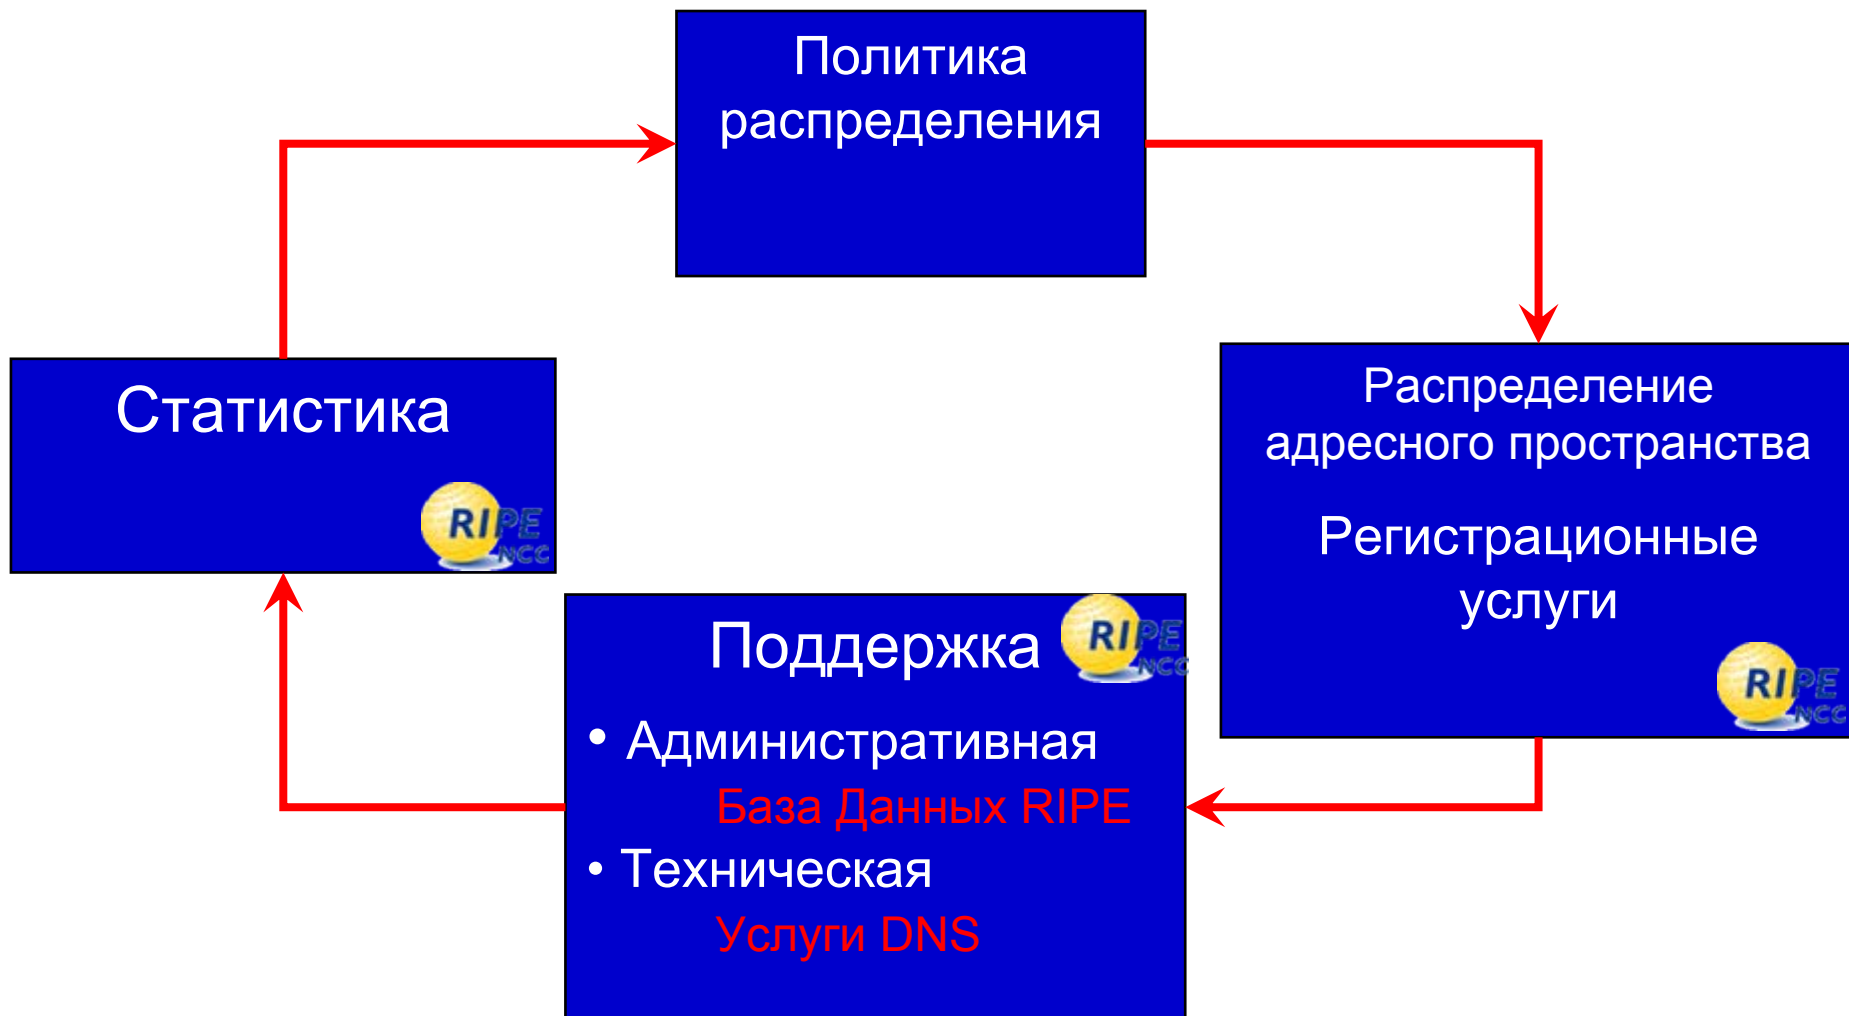 Политика
распределения
Статистика
RIPE
NCC
Распределение
адресного пространства
Регистрационные
услуги
RIPE
NCC
Поддержка
RIPE
NCC
• Административная
База Данных RIPE
• Техническая
Услуги DNS